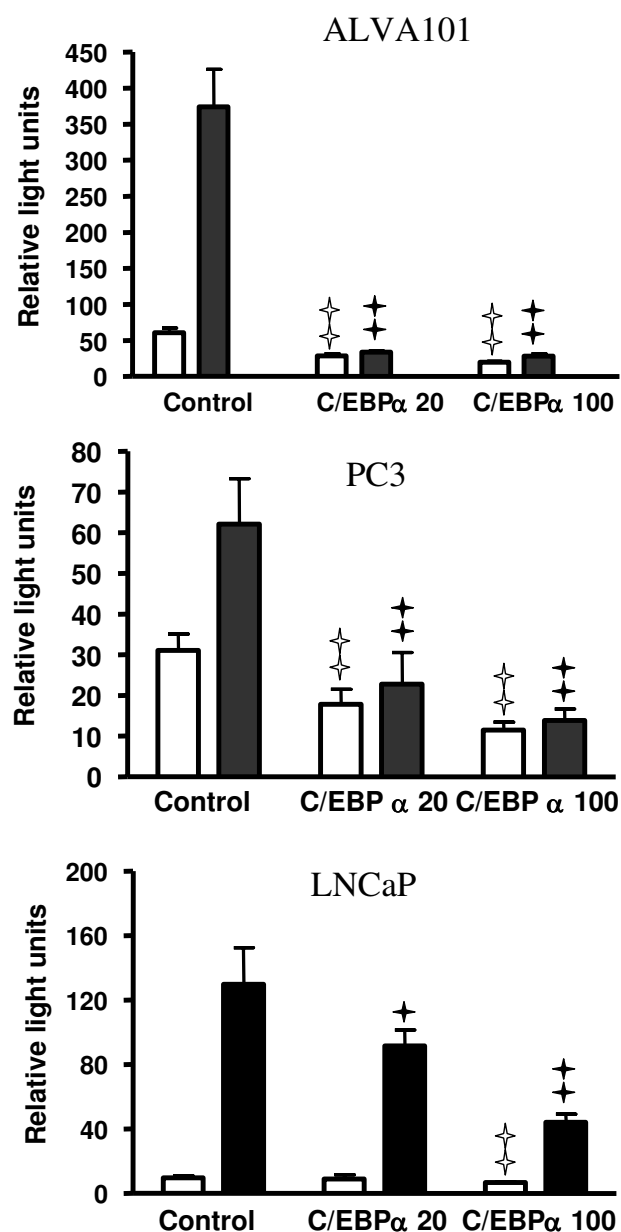 ALVA101
Relative light units
450
400
350
300
250
200
150
100
50
0
Control C/EBPα 20 C/EBPα 100
PC3
Relative light units
80
70
60
50
40
30
20
10
0
Control C/EBP α 20 C/EBP α 100
LNCaP
Relative light units
200
160
120
80
40
0
Control C/EBPα 20 C/EBPα 100